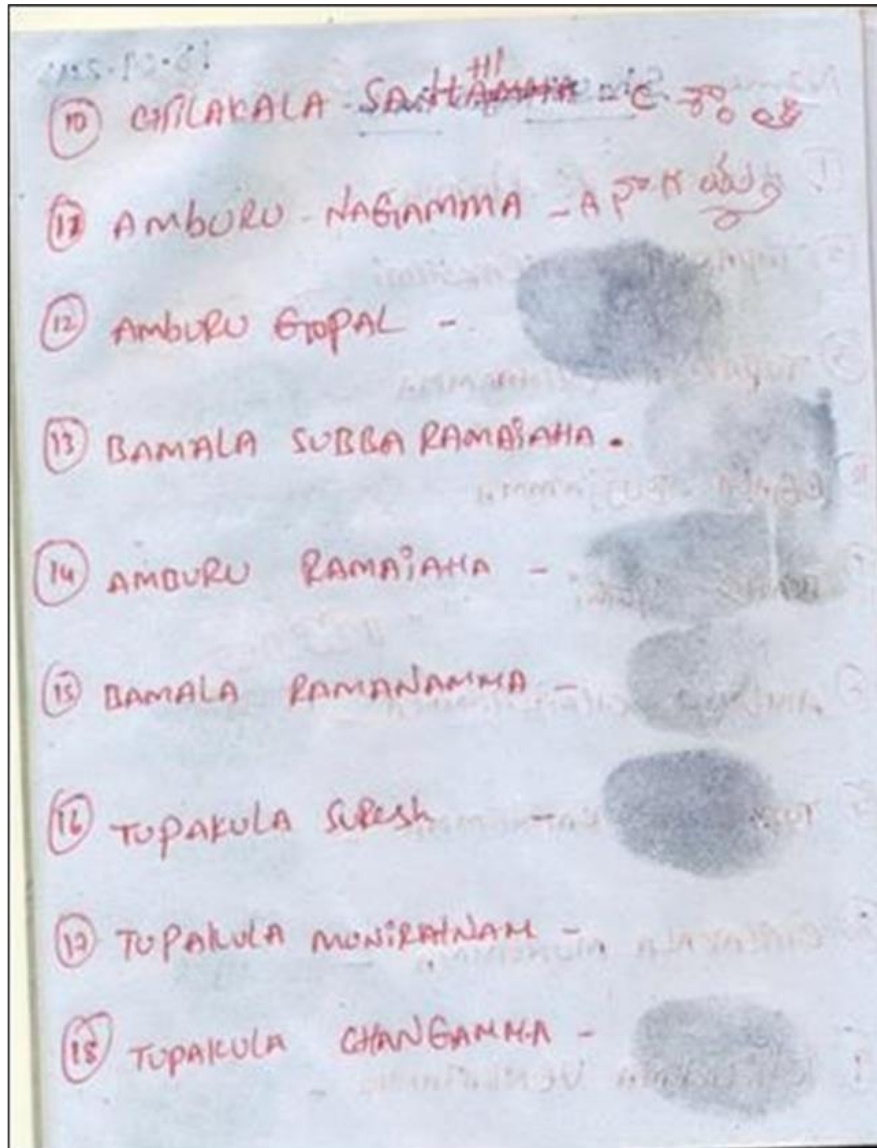 10 CHILAKALA - SANTHI
11 AMBURU - NAGAMMA -
12 AMBURU GOPAL -
13 BAMALA SUBBA RAMAiAHA .
14 AMBURU RAMAiAHA -
15 BAMALA RAMANAMMA -
16 TUPAKULA SURESh -
17 TUPAKULA MUNiRATNAM -
18 TUPAKULA CHANGAMMA -